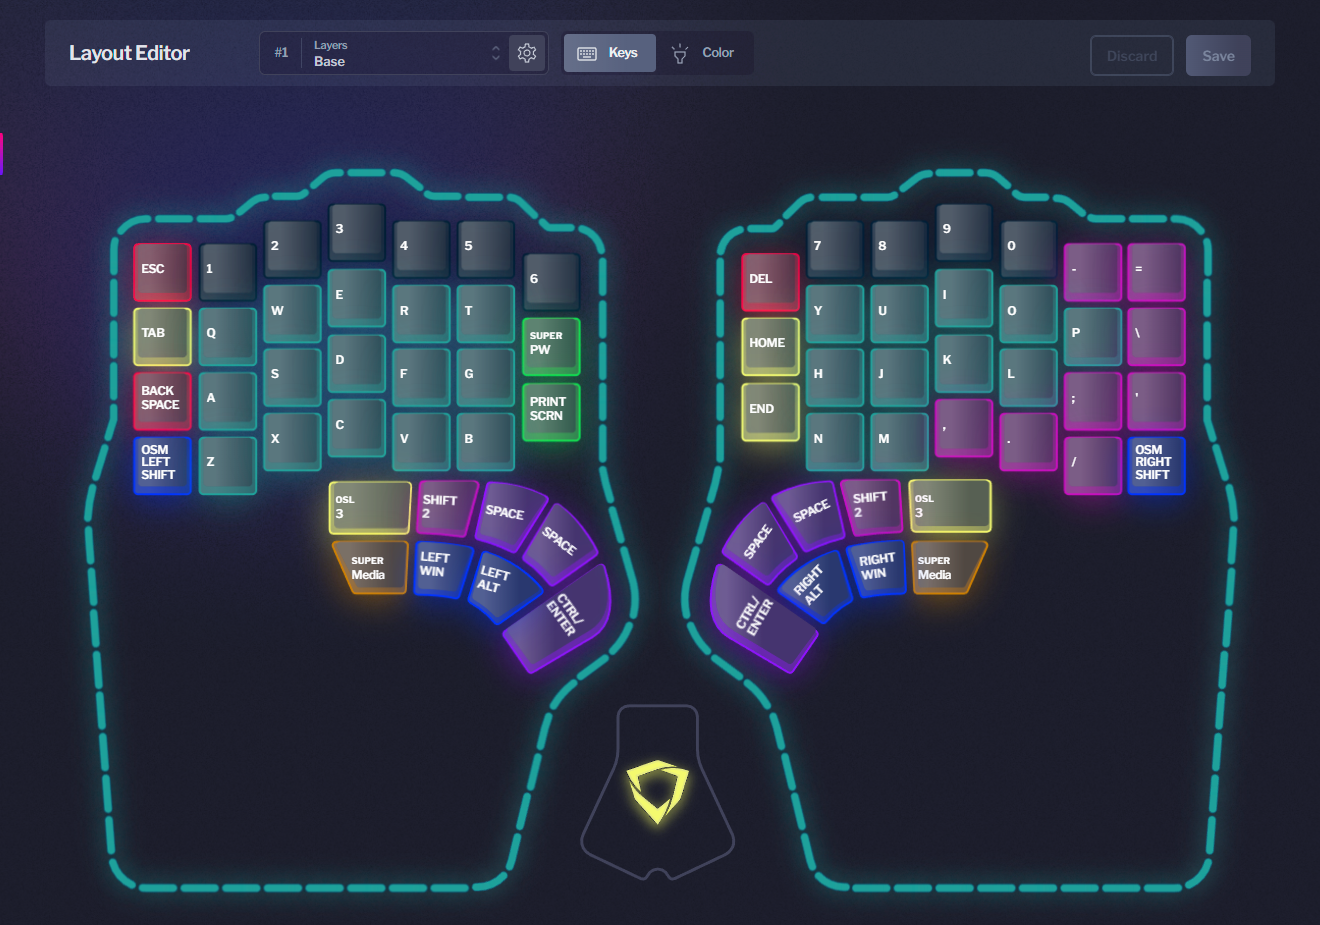 Layout Editor
#1
Layers
Base
Keys
Color
Discard
Save
ESC
1
2
3
4
5
6
TAB
Q
W
E
R
T
SUPER
PW
BACK
SPACE
A
S
D
F
G
PRINT
SCRN
OSM
LEFT
SHIFT
Z
X
C
V
B
OSL
3
SHIFT
2
SPACE
SPACE
SUPER
Media
LEFT
WIN
LEFT
ALT
CTRL/
ENTER
DEL
7
8
9
0
-
=
HOME
Y
U
I
O
P
\
END
H
J
K
L
;
'
N
M
,
.
/
OSM
RIGHT
SHIFT
SPACE
SPACE
SHIFT
2
OSL
3
CTRL/
ENTER
RIGHT
ALT
RIGHT
WIN
SUPER
Media